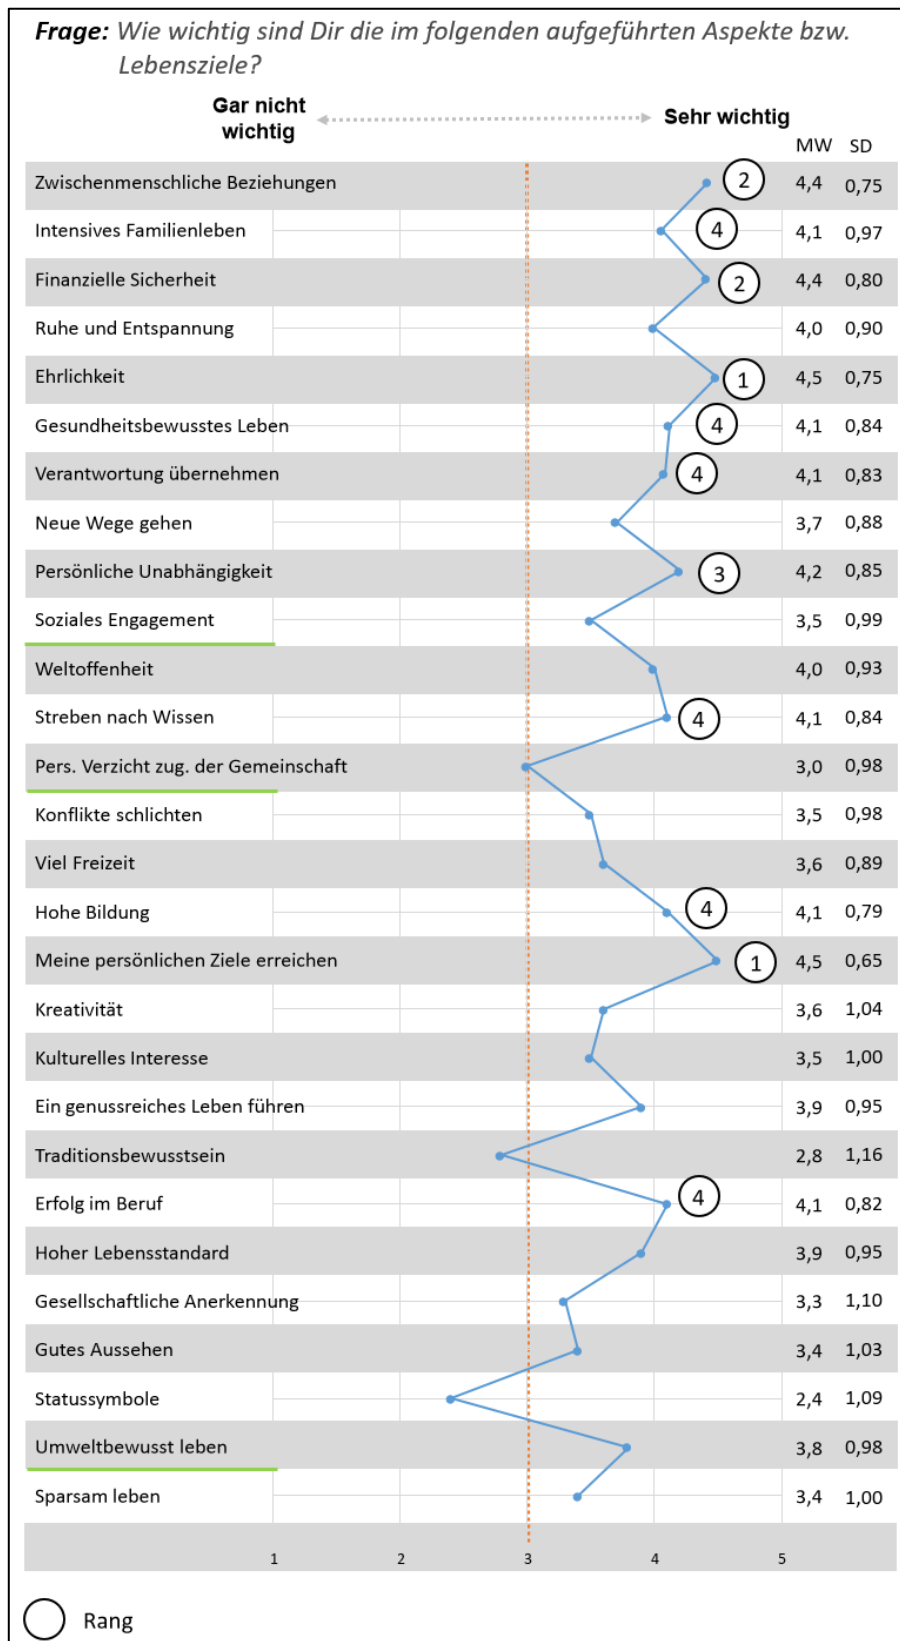 Frage: Wie wichtig sind Dir die im folgenden aufgeführten Aspekte bzw.
Lebensziele?
Gar nicht
wichtig
Sehr wichtig
MW SD
Zwischenmenschliche Beziehungen 2 4,4 0,75
Intensives Familienleben 4 4,1 0,97
Finanzielle Sicherheit 2 4,4 0,80
Ruhe und Entspannung 4,0 0,90
Ehrlichkeit 1 4,5 0,75
Gesundheitsbewusstes Leben 4 4,1 0,84
Verantwortung übernehmen 4 4,1 0,83
Neue Wege gehen 3,7 0,88
Persönliche Unabhängigkeit 3 4,2 0,85
Soziales Engagement 3,5 0,99
Weltoffenheit 4,0 0,93
Streben nach Wissen 4 4,1 0,84
Pers. Verzicht zug. der Gemeinschaft 3,0 0,98
Konflikte schlichten 3,5 0,98
Viel Freizeit 3,6 0,89
Hohe Bildung 4 4,1 0,79
Meine persönlichen Ziele erreichen 1 4,5 0,65
Kreativität 3,6 1,04
Kulturelles Interesse 3,5 1,00
Ein genussreiches Leben führen 3,9 0,95
Traditionsbewusstsein 2,8 1,16
Erfolg im Beruf 4 4,1 0,82
Hoher Lebensstandard 3,9 0,95
Gesellschaftliche Anerkennung 3,3 1,10
Gutes Aussehen 3,4 1,03
Statussymbole 2,4 1,09
Umweltbewusst leben 3,8 0,98
Sparsam leben 3,4 1,00
1 2 3 4 5
Rang